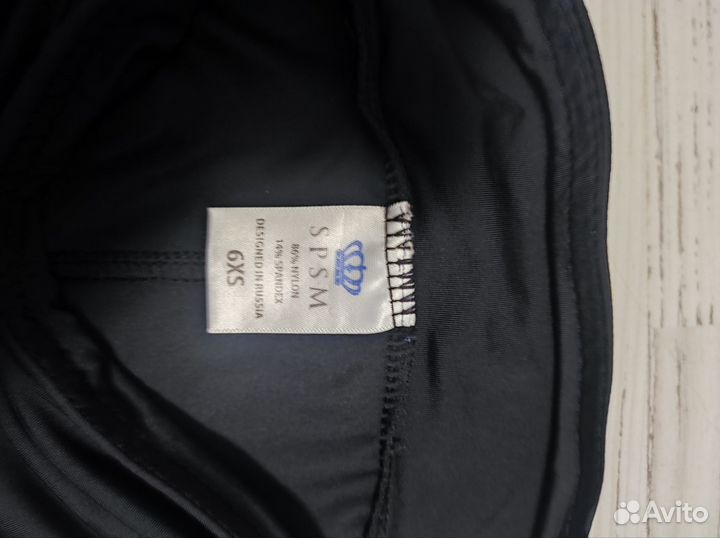 SPSM
86% NYLON
14% SPANDEX
DESIGNED IN RUSSIA
6XS
Avito